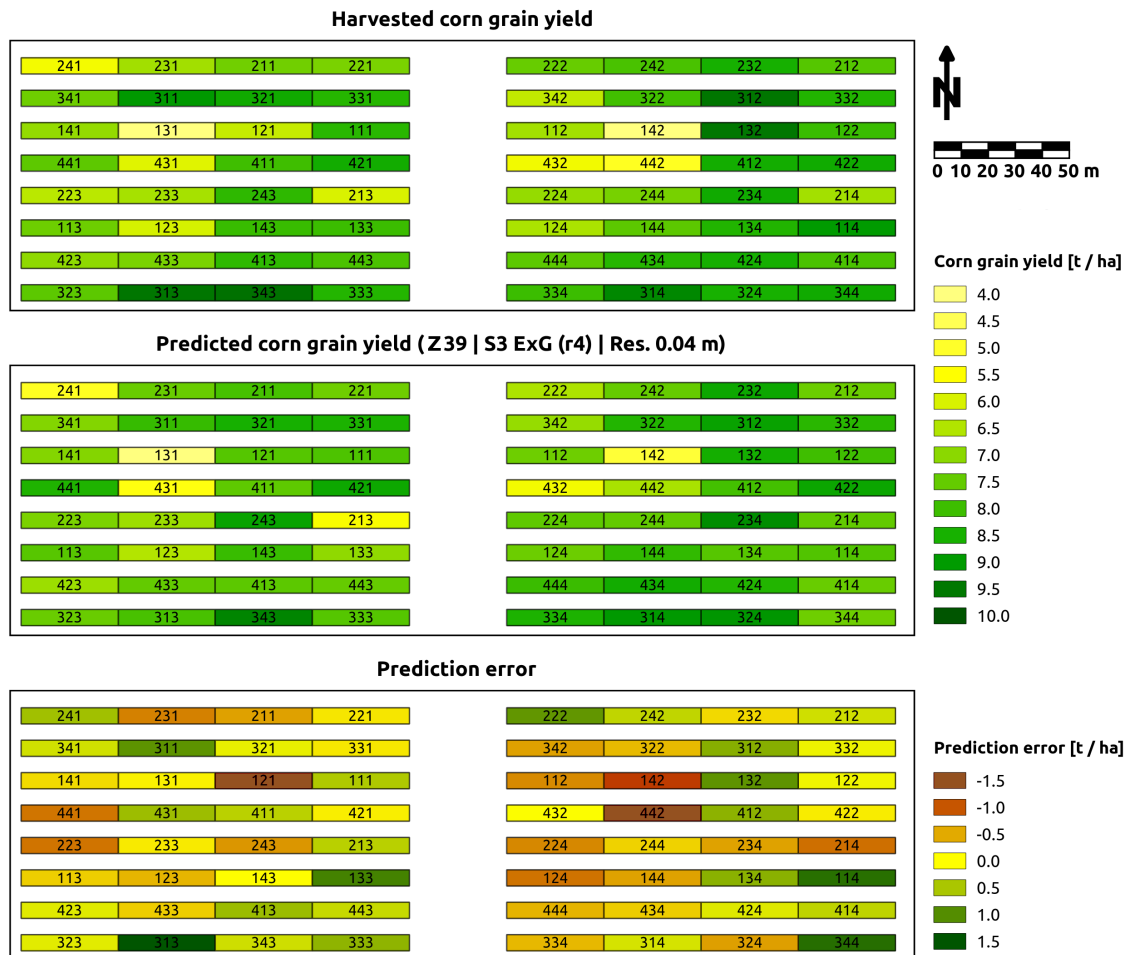 Harvested corn grain yield
241 231 211 221 222 242 232 212
341 311 321 331 342 322 312 332
141 131 121 111 112 142 132 122
441 431 411 421 432 442 412 422
223 233 243 213 224 244 234 214
113 123 143 133 124 144 134 114
423 433 413 443 444 434 424 414
323 313 343 333 334 314 324 344
N
0 10 20 30 40 50 m
Predicted corn grain yield (Z39 | S3 ExG (r4) | Res. 0.04 m)
241 231 211 221 222 242 232 212
341 311 321 331 342 322 312 332
141 131 121 111 112 142 132 122
441 431 411 421 432 442 412 422
223 233 243 213 224 244 234 214
113 123 143 133 124 144 134 114
423 433 413 443 444 434 424 414
323 313 343 333 334 314 324 344
Corn grain yield [t / ha]
4.0
4.5
5.0
5.5
6.0
6.5
7.0
7.5
8.0
8.5
9.0
9.5
10.0
Prediction error
241 231 211 221 222 242 232 212
341 311 321 331 342 322 312 332
141 131 121 111 112 142 132 122
441 431 411 421 432 442 412 422
223 233 243 213 224 244 234 214
113 123 143 133 124 144 134 114
423 433 413 443 444 434 424 414
323 313 343 333 334 314 324 344
Prediction error [t / ha]
-1.5
-1.0
-0.5
0.0
0.5
1.0
1.5